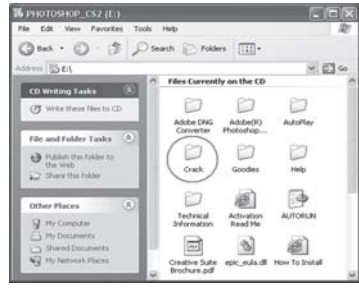 PHOTOSHOP_CS2 (E:)
File Edit View Favorites Tools Help
Back Search Folders
Address E:\ Go
CD Writing Tasks
Write these files to CD
File and Folder Tasks
Publish this folder to
the Web
Share this folder
Other Places
My Computer
My Documents
Shared Documents
My Network Places
Files Currently on the CD
Adobe DNG
Converter
Adobe(R)
Photoshop...
AutoPlay
Crack
Goodies
Help
Technical
Information
Activation
Read Me
AUTORUN
Creative Suite
Brochure.pdf
epic_eula.dll
How To Install